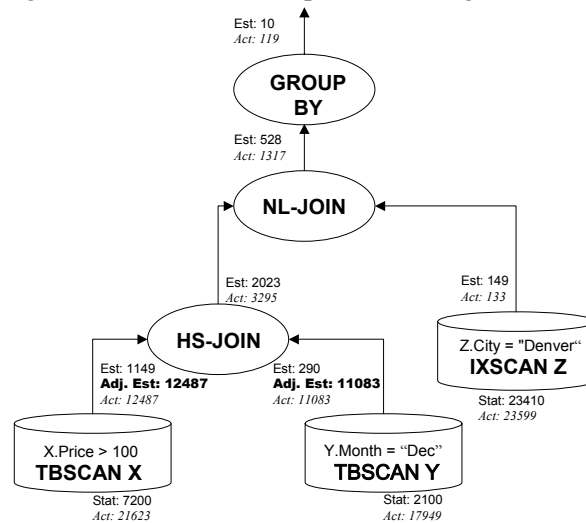 Est: 10
Act: 119
GROUP
BY
Est: 528
Act: 1317
NL-JOIN
Est: 2023
Act: 3295
Est: 149
Act: 133
HS-JOIN
Z.City = "Denver“
IXSCAN Z
Est: 1149
Adj. Est: 12487
Act: 12487
Est: 290
Adj. Est: 11083
Act: 11083
Stat: 23410
Act: 23599
X.Price > 100
TBSCAN X
Y.Month = “Dec”
TBSCAN Y
Stat: 7200
Act: 21623
Stat: 2100
Act: 17949